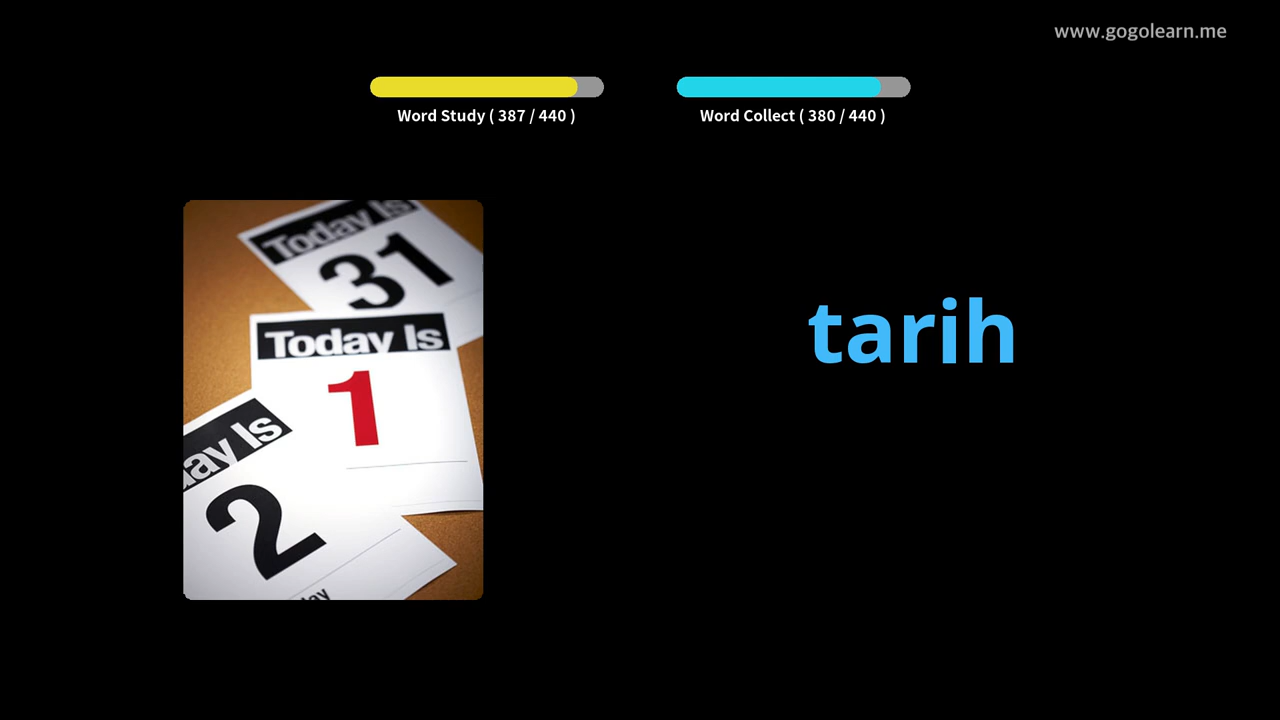 www.gogolearn.me
Word Study ( 387 / 440 )
Word Collect ( 380 / 440 )
Today Is
31
Today Is
1
ay Is
2
ay
tarih